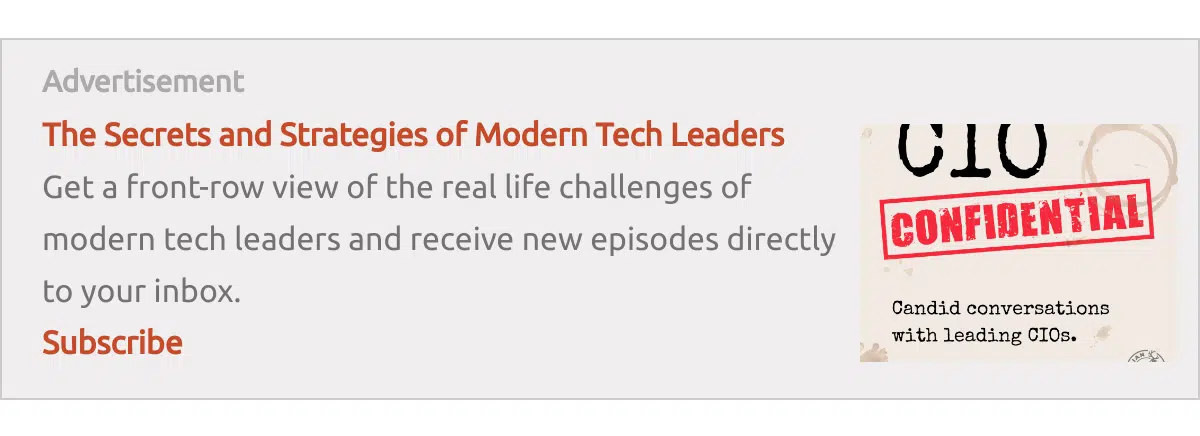 Advertisement
The Secrets and Strategies of Modern Tech Leaders
Get a front-row view of the real life challenges of
modern tech leaders and receive new episodes directly
to your inbox.
Subscribe
CIO
CONFIDENTIAL
Candid conversations
with leading CIOs.